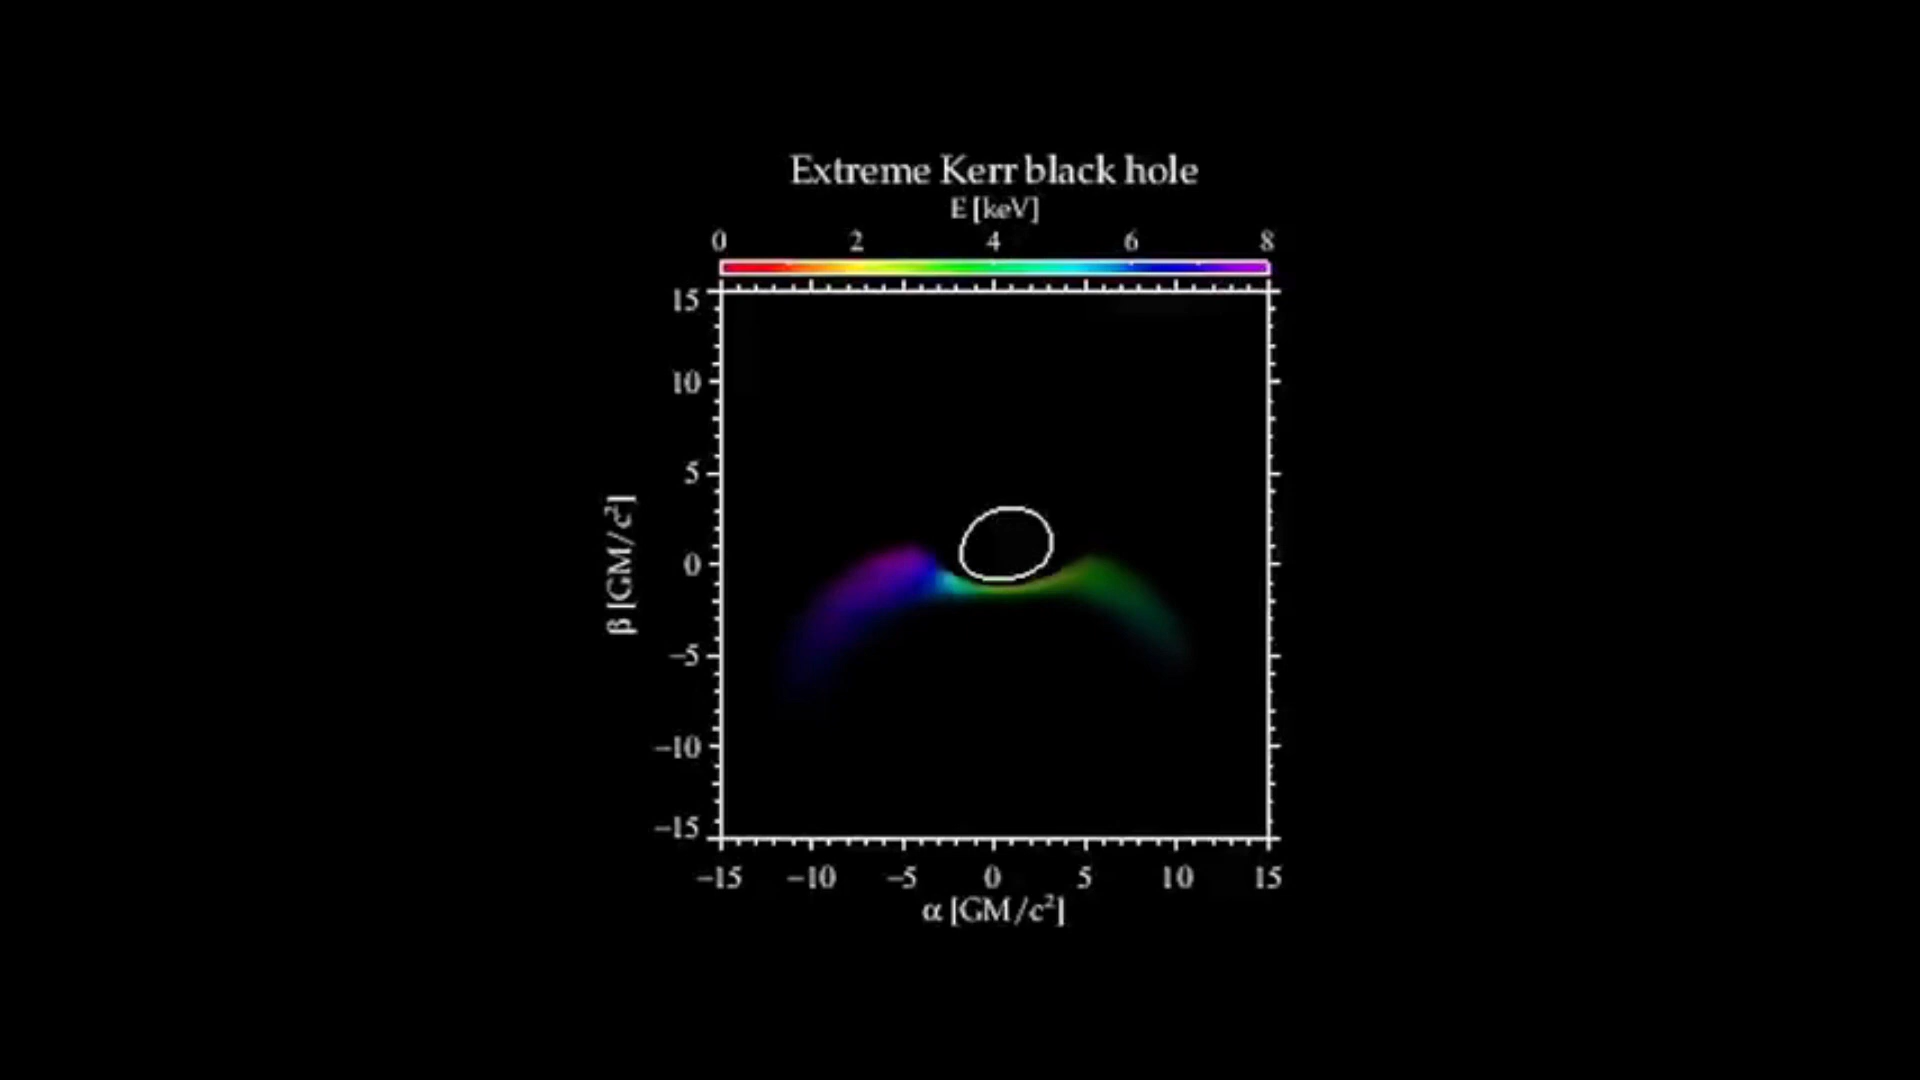 Extreme Kerr black hole
E [keV]
0 2 4 6 8
15
10
5
0
−5
−10
−15
β [GM/c²]
−15 −10 −5 0 5 10 15
α [GM/c²]